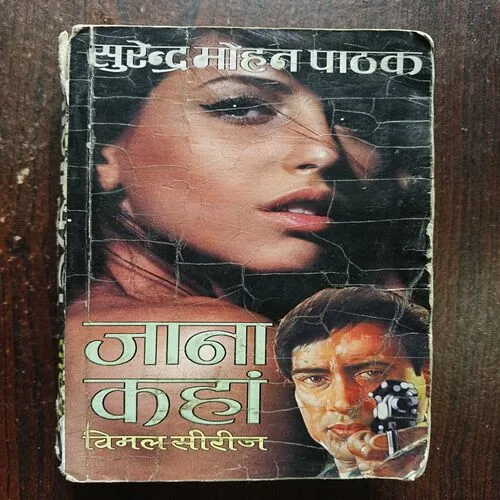 सुरेन्द्र मोहन पाठक
जाना
कहां
विमल सीरीज